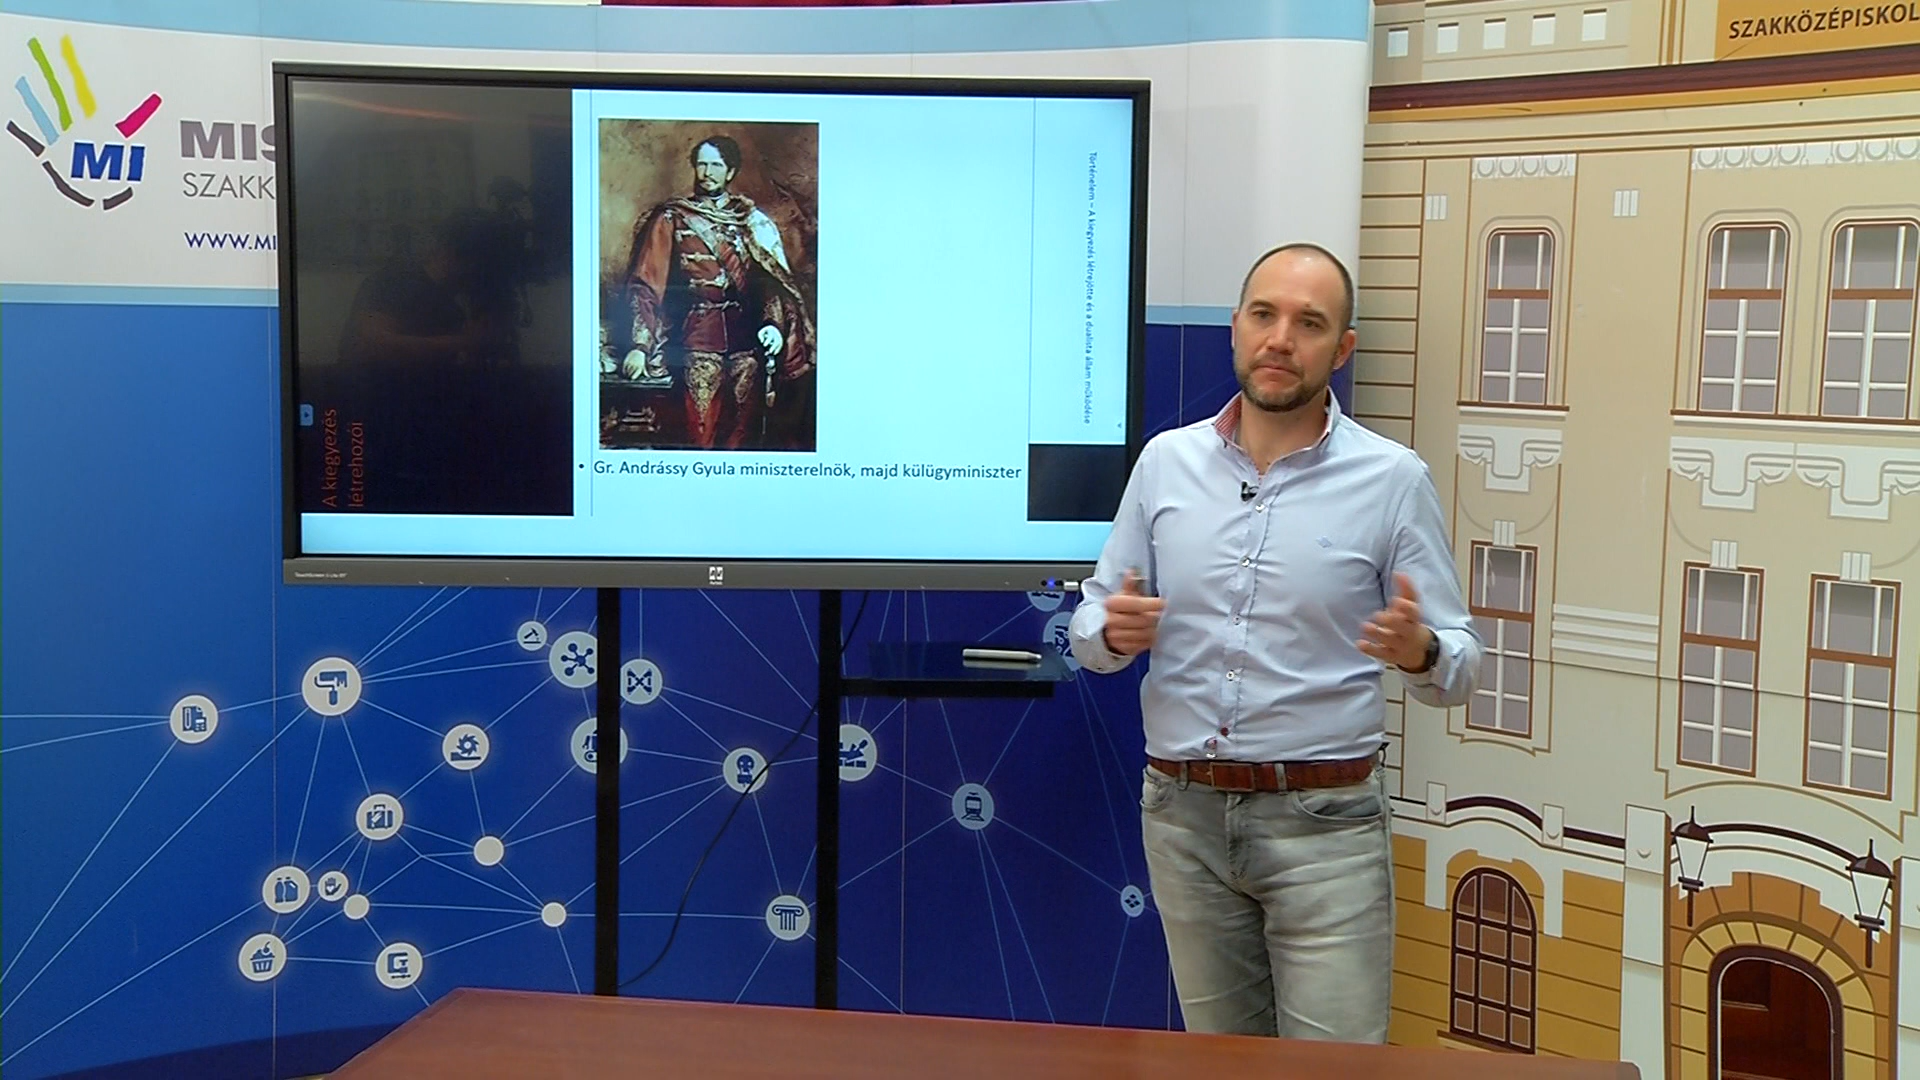 SZAKKÖZÉPISKOL
MI
MIS
SZAKK
WWW.MI
Történelem – A kiegyezés létrejötte és a dualista állam működése
A kiegyezés
létrehozói
• Gr. Andrássy Gyula miniszterelnök, majd külügyminiszter